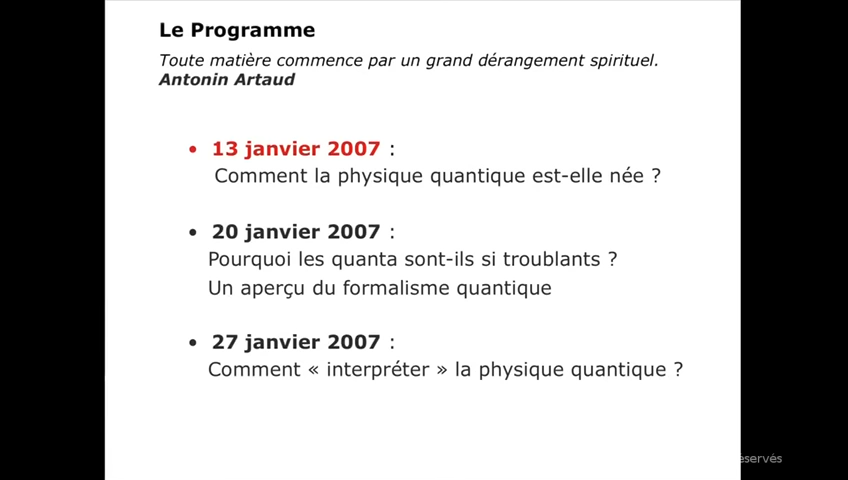 Le Programme
Toute matière commence par un grand dérangement spirituel.
Antonin Artaud
• 13 janvier 2007 :
Comment la physique quantique est-elle née ?
• 20 janvier 2007 :
Pourquoi les quanta sont-ils si troublants ?
Un aperçu du formalisme quantique
• 27 janvier 2007 :
Comment « interpréter » la physique quantique ?